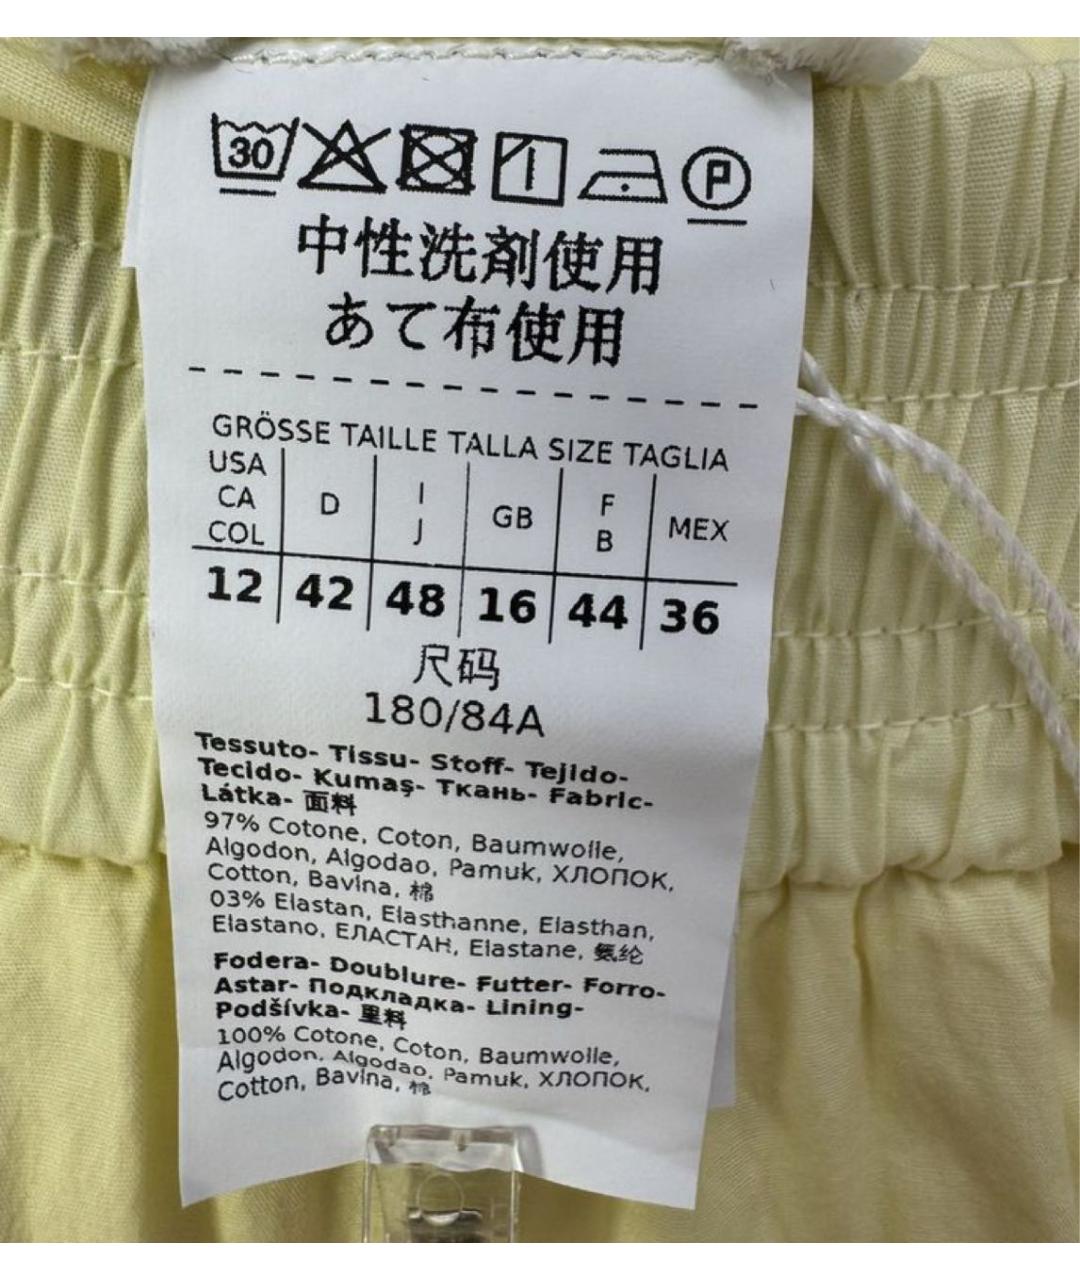 30 P
中性洗剤使用
あて布使用
GRÖSSE TAILLE TALLA SIZE TAGLIA
USA CA COL D I J GB F B MEX
12 42 48 16 44 36
尺码
180/84A
Tessuto- Tissu- Stoff- Tejido-
Tecido- Kumaş- Ткань- Fabric-
Látka- 面料
97% Cotone, Coton, Baumwolle,
Algodon, Algodao, Pamuk, ХЛОПОК,
Cotton, Bavlna, 棉
03% Elastan, Elasthanne, Elasthan,
Elastano, ЕЛАСТАН, Elastane, 氨纶
Fodera- Doublure- Futter- Forro-
Astar- Подкладка- Lining-
Podšívka- 里料
100% Cotone, Coton, Baumwolle,
Algodon, Algodao, Pamuk, ХЛОПОК,
Cotton, Bavlna, 棉